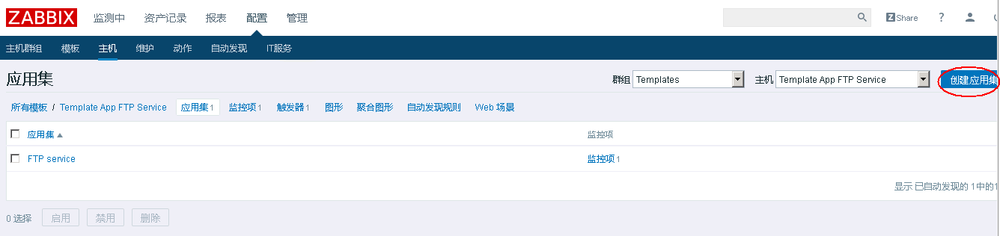 ZABBIX 监测中 资产记录 报表 配置 管理 Z Share ?
主机群组 模板 主机 维护 动作 自动发现 IT服务
应用集 群组 Templates 主机 Template App FTP Service 创建应用集
所有模板 / Template App FTP Service 应用集 1 监控项 1 触发器 1 图形 聚合图形 自动发现规则 Web 场景
应用集 监控项
FTP service 监控项 1
显示 已自动发现的 1中的1
0 选择 启用 禁用 删除